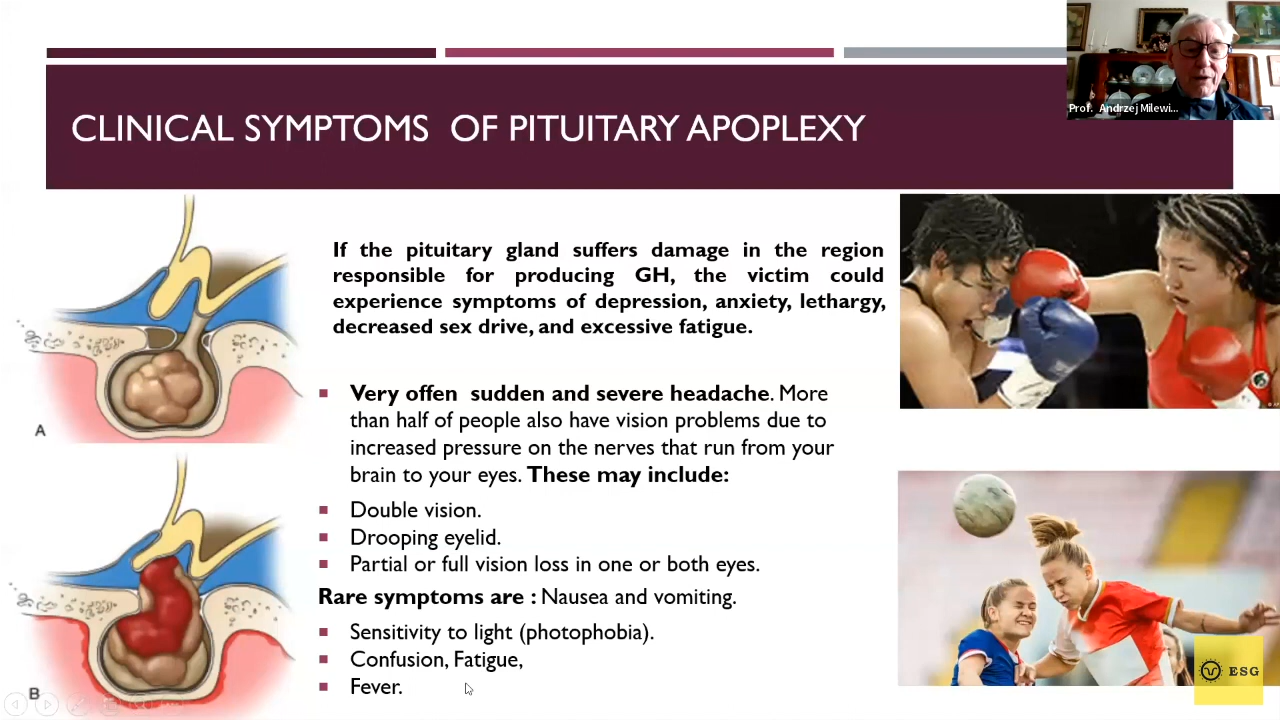 Prof. Andrzej Milewi...
CLINICAL SYMPTOMS OF PITUITARY APOPLEXY
If the pituitary gland suffers damage in the region
responsible for producing GH, the victim could
experience symptoms of depression, anxiety, lethargy,
decreased sex drive, and excessive fatigue.
Very offen sudden and severe headache. More
than half of people also have vision problems due to
increased pressure on the nerves that run from your
brain to your eyes. These may include:
Double vision.
Drooping eyelid.
Partial or full vision loss in one or both eyes.
Rare symptoms are : Nausea and vomiting.
Sensitivity to light (photophobia).
Confusion, Fatigue,
Fever.
A
B
ESG